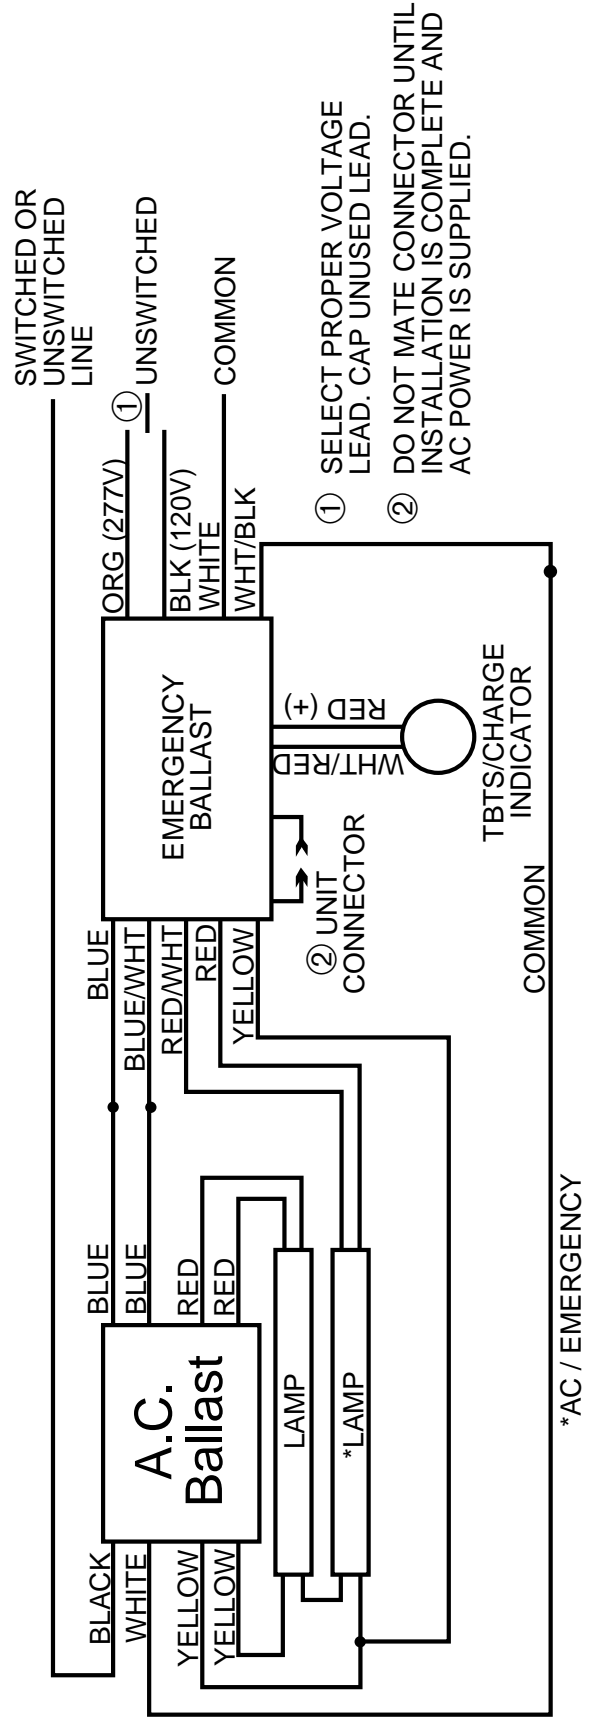 SWITCHED OR
UNSWITCHED
LINE
① UNSWITCHED
COMMON
ORG (277V)
BLK (120V)
WHITE
WHT/BLK
EMERGENCY
BALLAST
BLUE
BLUE/WHT
RED/WHT
RED
YELLOW
RED (+)
WHT/RED
TBTS/CHARGE
INDICATOR
② UNIT
CONNECTOR
BLUE
BLUE
RED
RED
A.C.
Ballast
BLACK
WHITE
YELLOW
YELLOW
LAMP
*LAMP
COMMON
*AC / EMERGENCY
① SELECT PROPER VOLTAGE
LEAD. CAP UNUSED LEAD.
② DO NOT MATE CONNECTOR UNTIL
INSTALLATION IS COMPLETE AND
AC POWER IS SUPPLIED.